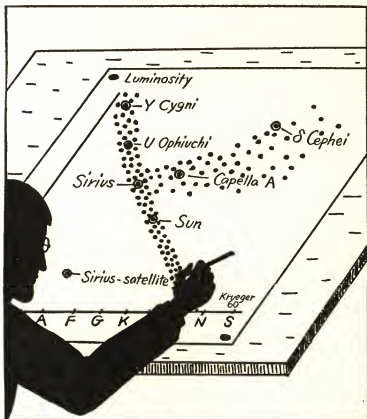 Luminosity
Y Cygni
δ Cephei
U Ophiuchi
Sirius
Capella A
Sun
Sirius-satellite
Krueger
60
A F G K N S